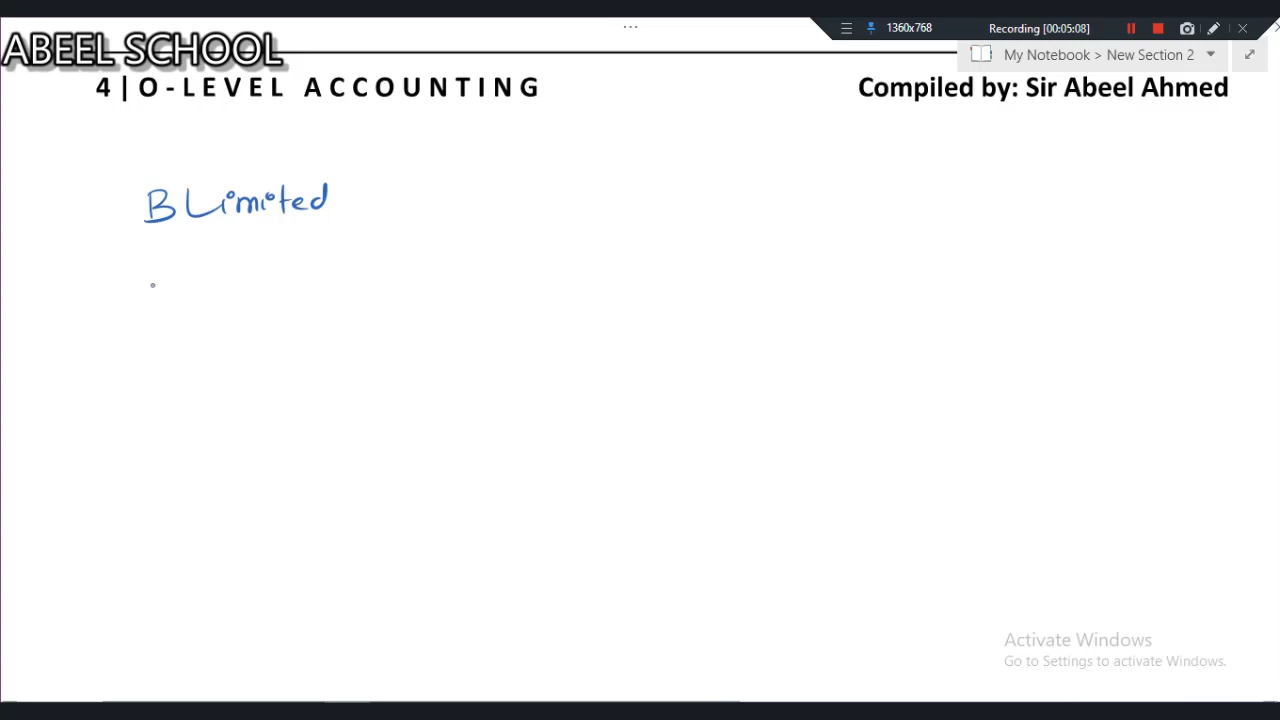 ...
1360x768
Recording [00:05:08]
ABEEL SCHOOL
My Notebook > New Section 2
4|O-LEVEL ACCOUNTING
Compiled by: Sir Abeel Ahmed
B Limited
Activate Windows
Go to Settings to activate Windows.